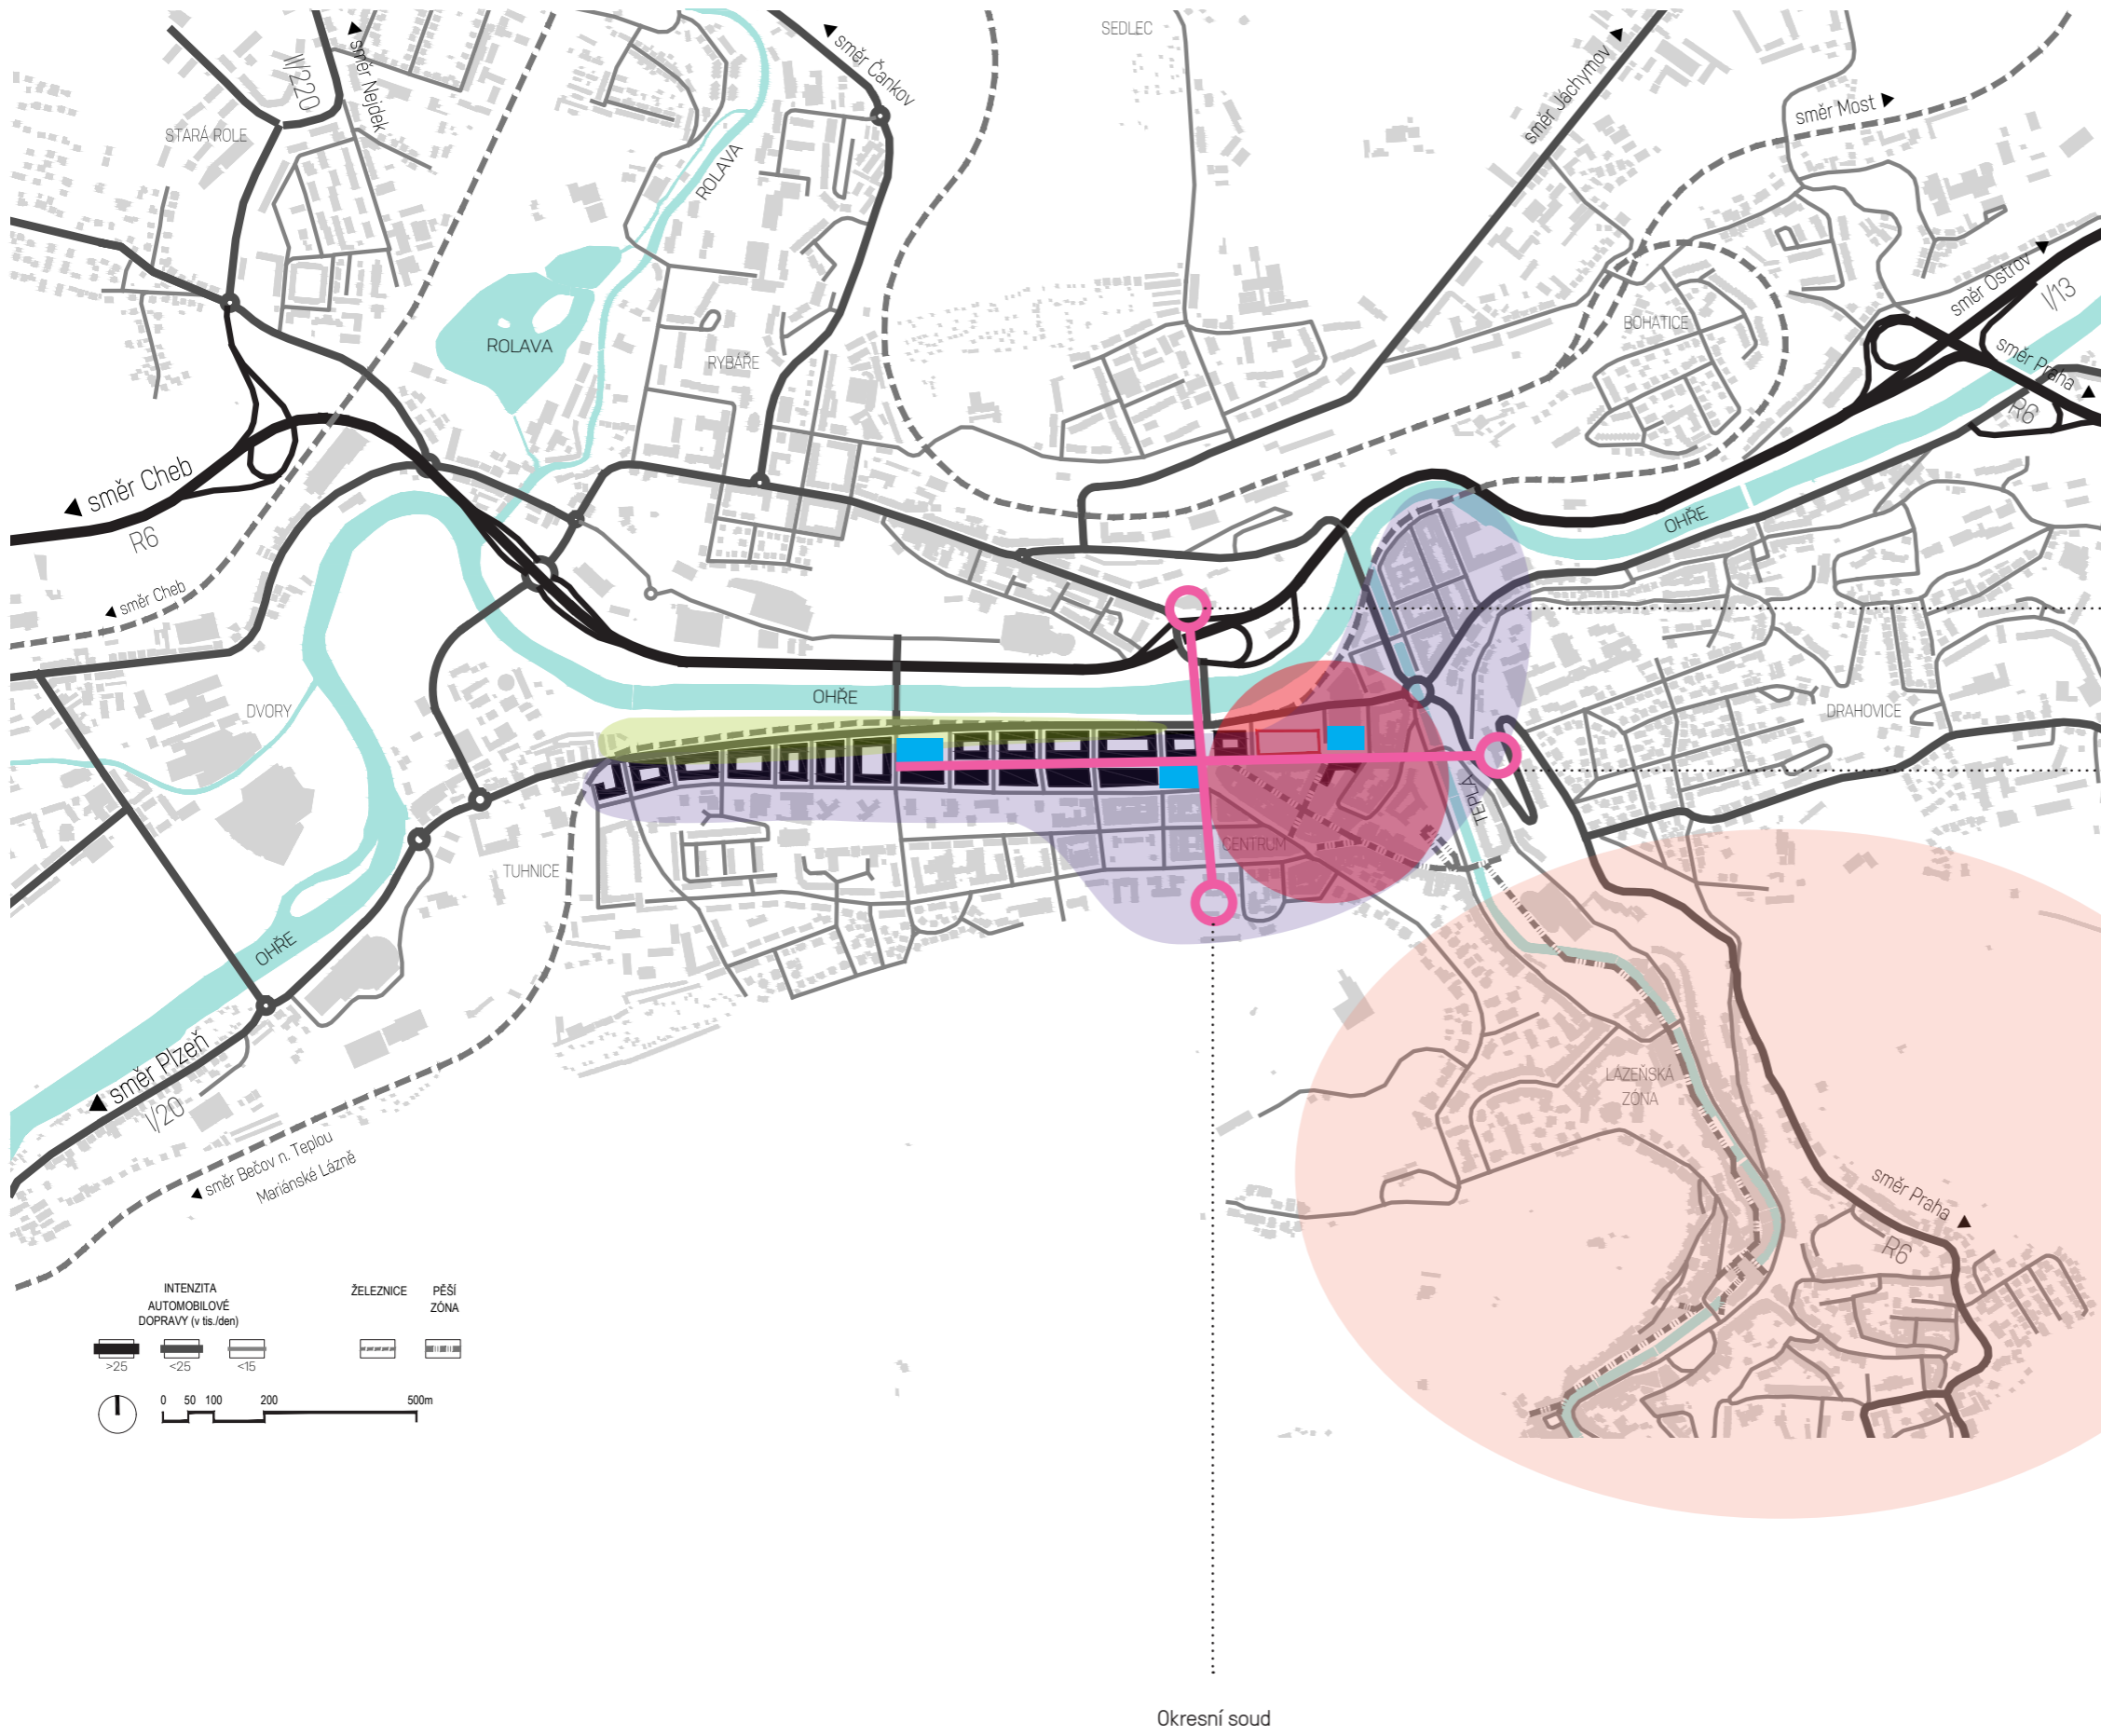 SEDLEC
směr Nejdek
II/220
směr Čankov
směr Jáchymov
směr Most
STARÁ ROLE
ROLAVA
směr Ostrov
I/13
BOHATICE
ROLAVA
RYBÁŘE
směr Praha
R6
směr Cheb
R6
OHŘE
směr Cheb
OHŘE
DVORY
DRAHOVICE
TEPLÁ
CENTRUM
TUHNICE
OHŘE
směr Plzeň
I/20
LÁZEŇSKÁ
ZÓNA
směr Bečov n. Teplou
Mariánské Lázně
směr Praha
R6
INTENZITA
AUTOMOBILOVÉ
DOPRAVY (v tis./den)
ŽELEZNICE
PĚŠÍ
ZÓNA
>25
<25
<15
0 50 100 200 500m
Okresní soud